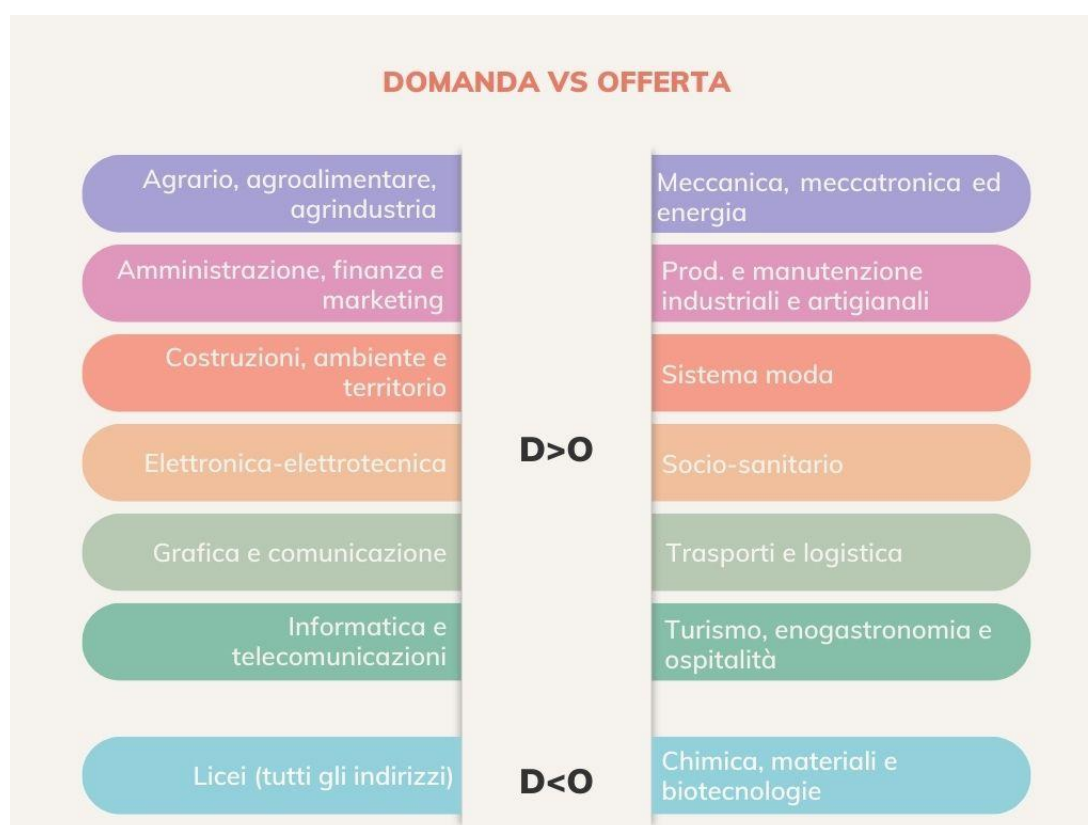 DOMANDA VS OFFERTA
Agrario, agroalimentare,
agrindustria
Meccanica, meccatronica ed
energia
Amministrazione, finanza e
marketing
Prod. e manutenzione
industriali e artigianali
Costruzioni, ambiente e
territorio
Sistema moda
D>O
Elettronica-elettrotecnica
Socio-sanitario
Grafica e comunicazione
Trasporti e logistica
Informatica e
telecomunicazioni
Turismo, enogastronomia e
ospitalità
Licei (tutti gli indirizzi)
D<O
Chimica, materiali e
biotecnologie